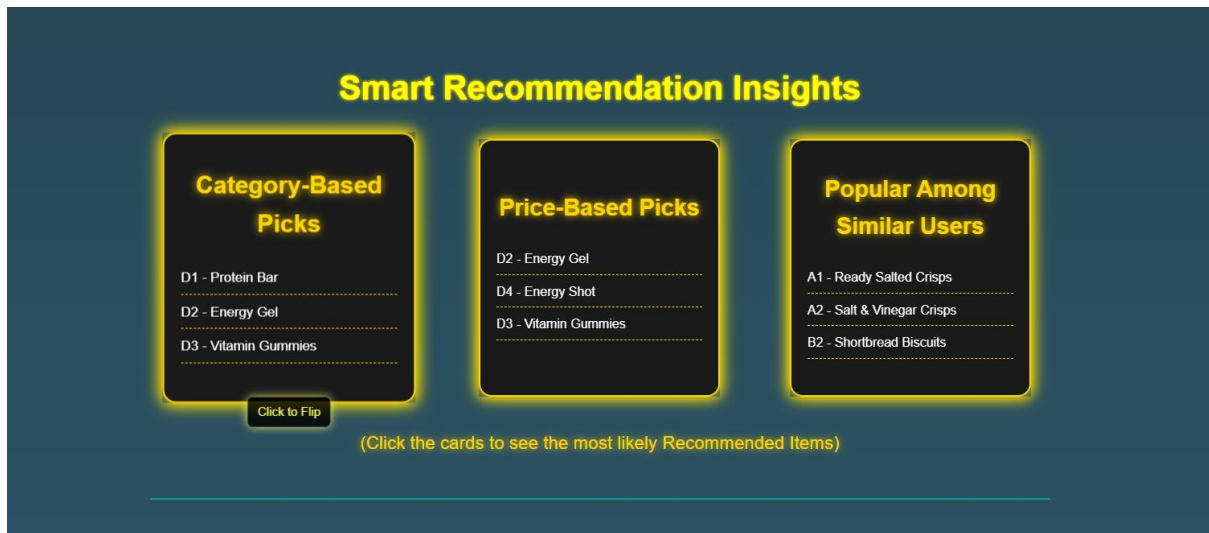 Smart Recommendation Insights
Category-Based
Picks
D1 - Protein Bar
D2 - Energy Gel
D3 - Vitamin Gummies
Click to Flip
Price-Based Picks
D2 - Energy Gel
D4 - Energy Shot
D3 - Vitamin Gummies
Popular Among
Similar Users
A1 - Ready Salted Crisps
A2 - Salt & Vinegar Crisps
B2 - Shortbread Biscuits
(Click the cards to see the most likely Recommended Items)